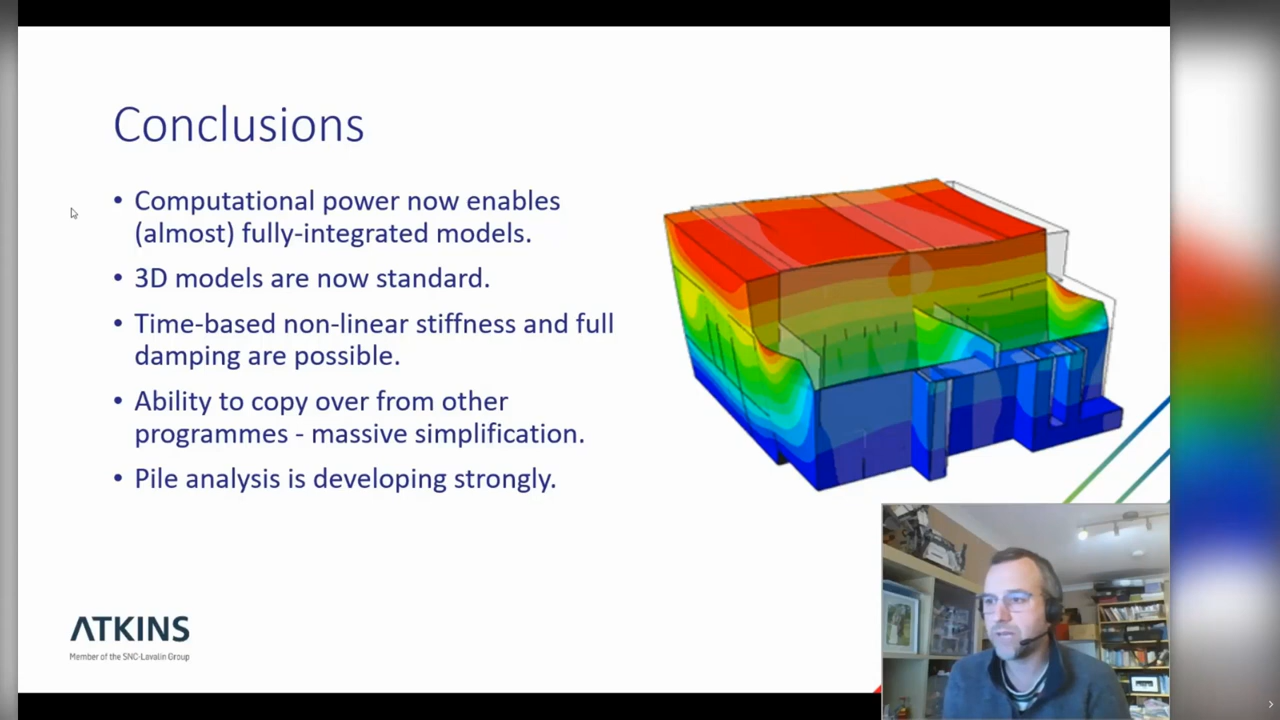 Conclusions
• Computational power now enables
(almost) fully-integrated models.
• 3D models are now standard.
• Time-based non-linear stiffness and full
damping are possible.
• Ability to copy over from other
programmes - massive simplification.
• Pile analysis is developing strongly.
ATKINS
Member of the SNC-Lavalin Group